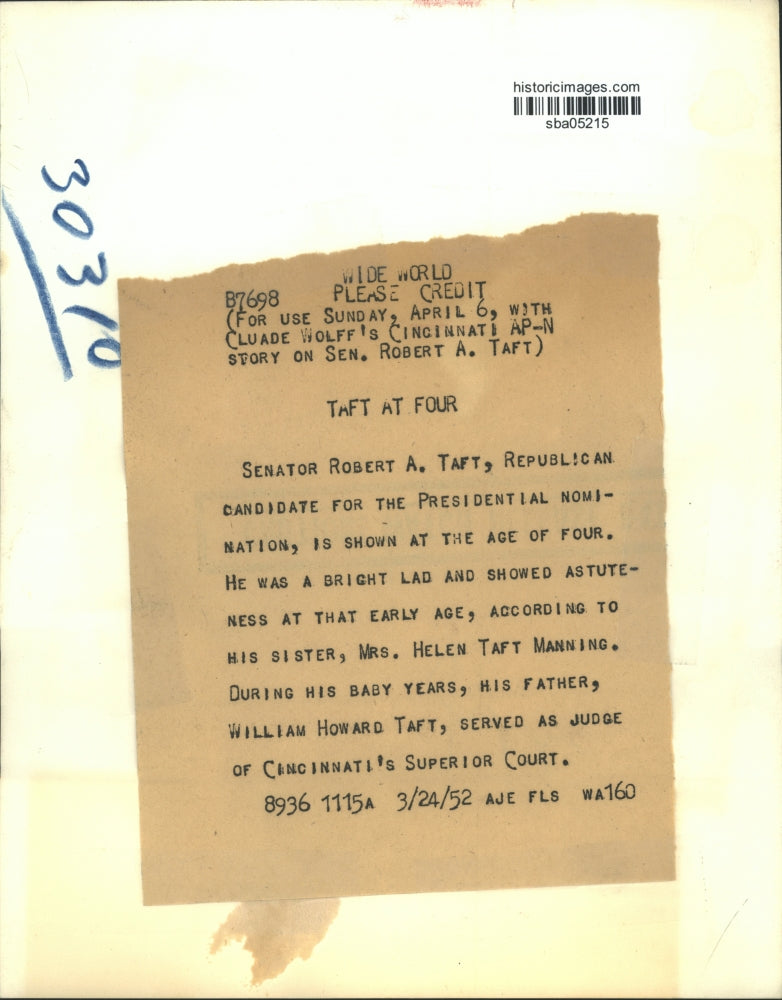 historicimages.com
sba05215
30310
WIDE WORLD
B7698 PLEASE CREDIT
(FOR USE SUNDAY, APRIL 6, WITH
CLUADE WOLFF'S CINCINNATI AP-N
STORY ON SEN. ROBERT A. TAFT)
TAFT AT FOUR
SENATOR ROBERT A. TAFT, REPUBLICAN
CANDIDATE FOR THE PRESIDENTIAL NOMI-
NATION, IS SHOWN AT THE AGE OF FOUR.
HE WAS A BRIGHT LAD AND SHOWED ASTUTE-
NESS AT THAT EARLY AGE, ACCORDING TO
HIS SISTER, MRS. HELEN TAFT MANNING.
DURING HIS BABY YEARS, HIS FATHER,
WILLIAM HOWARD TAFT, SERVED AS JUDGE
OF CINCINNATI'S SUPERIOR COURT.
8936 1115A 3/24/52 AJE FLS WA160